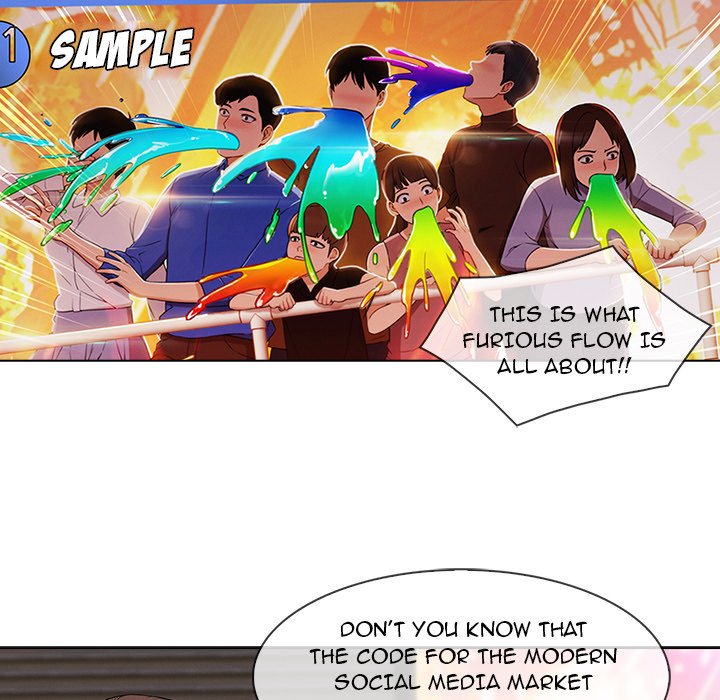 1 SAMPLE
THIS IS WHAT
FURIOUS FLOW IS
ALL ABOUT!!
DON'T YOU KNOW THAT
THE CODE FOR THE MODERN
SOCIAL MEDIA MARKET